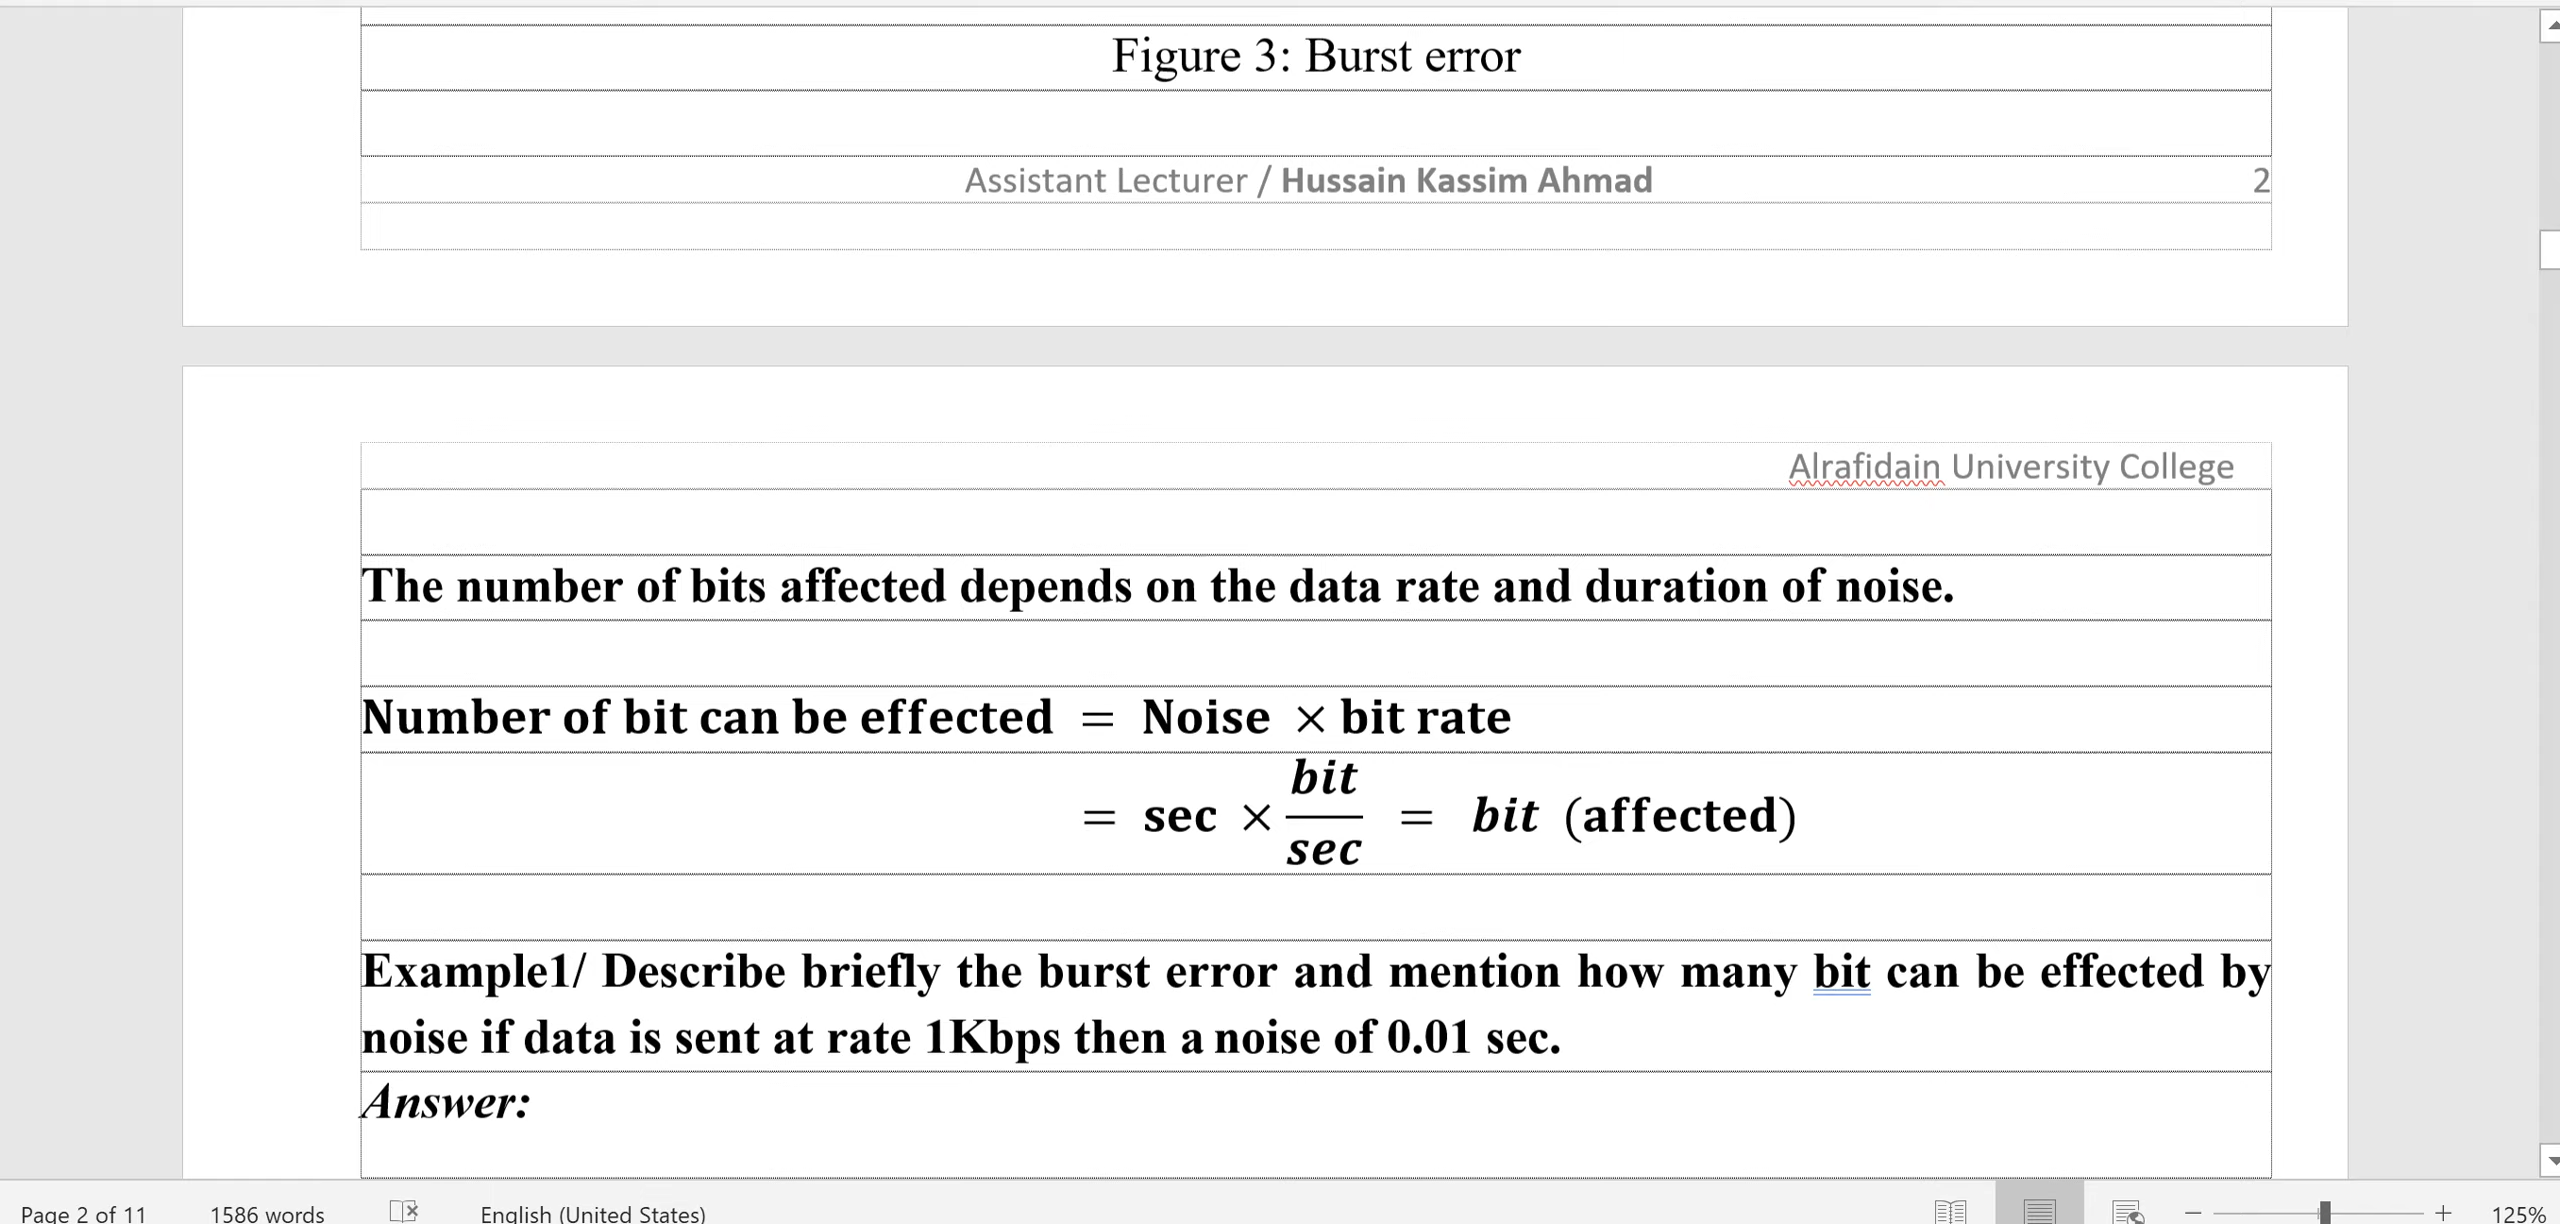 Figure 3: Burst error
Assistant Lecturer / Hussain Kassim Ahmad 2
Alrafidain University College
The number of bits affected depends on the data rate and duration of noise.
Number of bit can be effected = Noise × bit rate
= sec × bit/sec = bit (affected)
Example1/ Describe briefly the burst error and mention how many bit can be effected by
noise if data is sent at rate 1Kbps then a noise of 0.01 sec.
Answer:
Page 2 of 11 1586 words English (United States) 125%